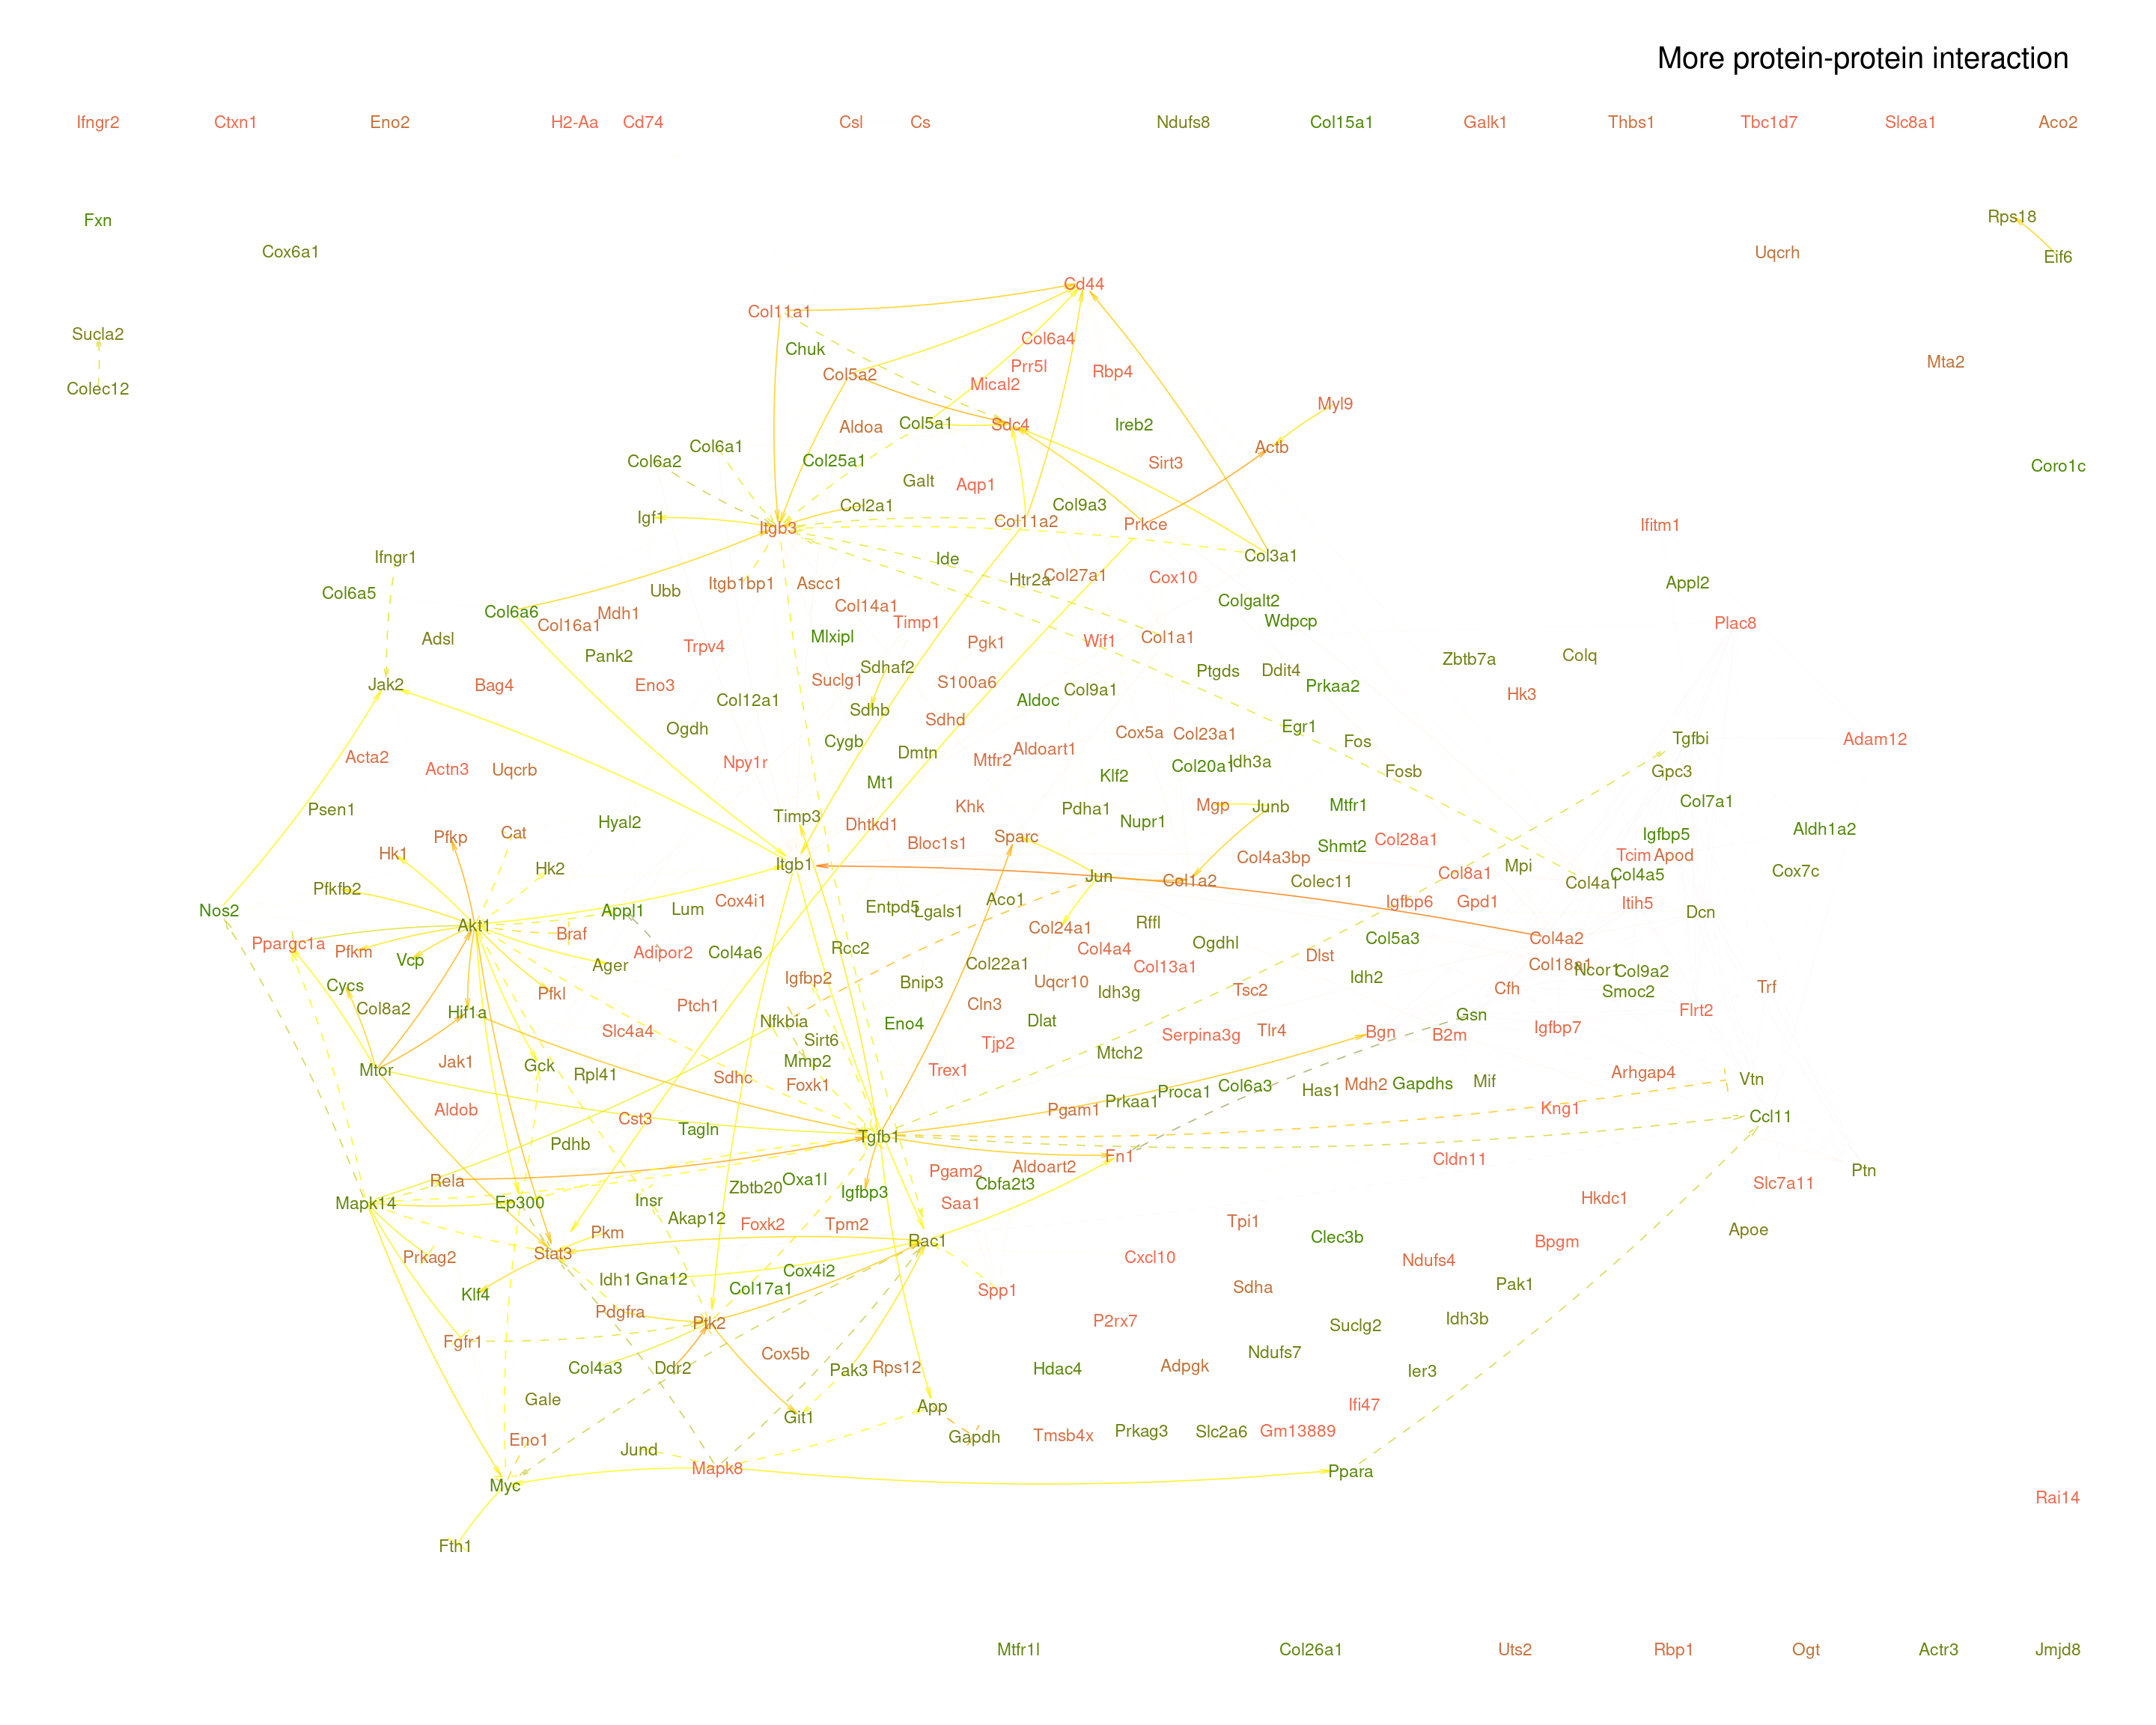 More protein-protein interaction
Ifngr2 Ctxn1 Eno2 H2-Aa Cd74 Csl Cs Ndufs8 Col15a1 Galk1 Thbs1 Tbc1d7 Slc8a1 Aco2
Fxn Rps18
Cox6a1 Uqcrh Eif6
Cd44
Col11a1
Sucla2 Col6a4
Chuk Mta2
Prr5l
Col5a2 Rbp4
Colec12 Mical2
Myl9
Aldoa Col5a1 Sdc4 Ireb2
Col6a1 Actb
Col6a2 Col25a1 Sirt3 Coro1c
Galt Aqp1
Col2a1 Col9a3
Igf1 Itgb3 Col11a2 Prkce Ifitm1
Ifngr1 Ide Col3a1
Col6a5 Ubb Itgb1bp1 Ascc1 Htr2a Col27a1 Cox10 Appl2
Col6a6 Mdh1 Col14a1 Colgalt2
Col16a1 Timp1 Wdpcp Plac8
Adsl Trpv4 Mlxipl Pgk1 Wif1 Col1a1
Pank2 Sdhaf2 Ptgds Ddit4 Zbtb7a Colq
Jak2 Bag4 Eno3 Suclg1 S100a6 Col9a1 Prkaa2 Hk3
Col12a1 Sdhb Aldoc
Ogdh Sdhd Cox5a Col23a1 Egr1
Cygb Dmtn Aldoart1 Fos Tgfbi Adam12
Acta2 Actn3 Uqcrb Npy1r Mtfr2 Klf2 Col20a1 Idh3a Fosb Gpc3
Mt1
Psen1 Hyal2 Timp3 Khk Pdha1 Mgp Junb Mtfr1 Col7a1
Pfkp Cat Dhtkd1 Sparc Nupr1 Igfbp5 Aldh1a2
Hk1 Hk2 Itgb1 Bloc1s1 Col4a3bp Shmt2 Col28a1 Mpi Tcim Apod
Pfkfb2 Jun Col1a2 Colec11 Col8a1 Col4a1 Col4a5 Cox7c
Nos2 Akt1 Appl1 Lum Cox4i1 Entpd5 Lgals1 Aco1 Igfbp6 Gpd1 Itih5 Dcn
Ppargc1a Pfkm Braf Adipor2 Col4a6 Rcc2 Col24a1 Rffl Ogdhl Col5a3 Col4a2
Vcp Ager Col4a4 Col13a1 Dlst
Cycs Pfkl Igfbp2 Bnip3 Col22a1 Uqcr10 Idh3g Tsc2 Idh2 Cfh Col18a1 Ncor1 Col9a2 Smoc2 Trf
Col8a2 Hif1a Ptch1 Nfkbia Eno4 Cln3 Dlat Gsn Flrt2
Slc4a4 Sirt6 Tjp2 Serpina3g Tlr4 Bgn B2m Igfbp7
Mtor Jak1 Gck Rpl41 Sdhc Mmp2 Foxk1 Trex1 Mtch2 Arhgap4 Vtn
Aldob Cst3 Tagln Pgam1 Prkaa1 Proca1 Col6a3 Has1 Mdh2 Gapdhs Mif Kng1 Ccl11
Pdhb Tgfb1
Rela Oxa1l Pgam2 Aldoart2 Fn1 Cldn11 Ptn
Mapk14 Ep300 Insr Zbtb20 Igfbp3 Saa1 Cbfa2t3 Hkdc1 Slc7a11
Akap12 Foxk2 Tpm2 Tpi1 Apoe
Prkag2 Stat3 Pkm Rac1 Cxcl10 Clec3b Ndufs4 Bpgm
Klf4 Idh1 Gna12 Col17a1 Cox4i2 Spp1 Sdha Pak1
Fgfr1 Pdgfra Ptk2 P2rx7 Suclg2 Idh3b
Col4a3 Ddr2 Cox5b Pak3 Rps12 Hdac4 Adpgk Ndufs7 Ier3
Gale Git1 App Ifi47
Eno1 Jund Gapdh Tmsb4x Prkag3 Slc2a6 Gm13889
Myc Mapk8 Ppara Rai14
Fth1
Mtfr1l Col26a1 Uts2 Rbp1 Ogt Actr3 Jmjd8